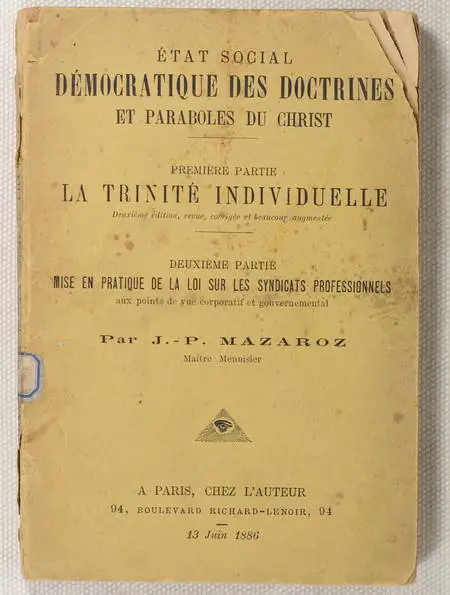 ÉTAT SOCIAL
DÉMOCRATIQUE DES DOCTRINES
ET PARABOLES DU CHRIST
PREMIÈRE PARTIE
LA TRINITÉ INDIVIDUELLE
Deuxième édition, revue, corrigée et beaucoup augmentée
DEUXIÈME PARTIE
MISE EN PRATIQUE DE LA LOI SUR LES SYNDICATS PROFESSIONNELS
aux points de vue corporatif et gouvernemental
Par J.-P. MAZAROZ
Maître Menuisier
A PARIS, CHEZ L'AUTEUR
94, BOULEVARD RICHARD-LENOIR, 94
13 Juin 1886